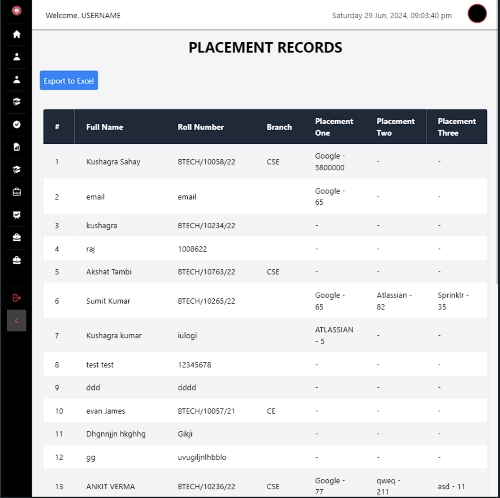 Welcome, USERNAME
Saturday 29 Jun, 2024, 09:03:40 pm
PLACEMENT RECORDS
Export to Excel
# Full Name Roll Number Branch Placement One Placement Two Placement Three
1 Kushagra Sahay BTECH/10058/22 CSE Google - 5800000 - -
2 email email Google - 65 - -
3 kushagra BTECH/10234/22 - - -
4 raj 1008622 - - -
5 Akshat Tambi BTECH/10763/22 CSE - - -
6 Sumit Kumar BTECH/10265/22 Google - 65 Atlassian - 82 Sprinklr - 35
7 Kushagra kumar iulogi ATLASSIAN - 5 - -
8 test test 12345678 - - -
9 ddd dddd - - -
10 evan James BTECH/10057/21 CE - - -
11 Dhgnnjjn hkghhg Gikji - - -
12 gg uvugiljnlhbblo - - -
13 ANKIT VERMA BTECH/10236/22 CSE Google - 77 qweq - 211 asd - 11